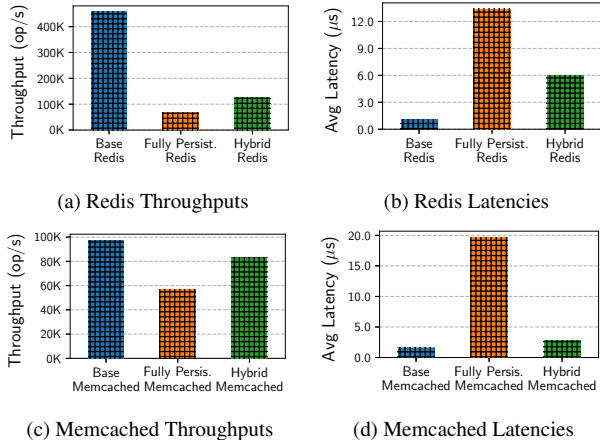 Throughput (op/s)
400K
300K
200K
100K
0K
Base
Redis
Fully Persist.
Redis
Hybrid
Redis
(a) Redis Throughputs
Avg Latency (μs)
12.0
9.0
6.0
3.0
0.0
Base
Redis
Fully Persist.
Redis
Hybrid
Redis
(b) Redis Latencies
Throughput (op/s)
100K
80K
60K
40K
20K
0K
Base
Memcached
Fully Persis.
Memcached
Hybrid
Memcached
(c) Memcached Throughputs
Avg Latency (μs)
20.0
15.0
10.0
5.0
0.0
Base
Memcached
Fully Persis.
Memcached
Hybrid
Memcached
(d) Memcached Latencies